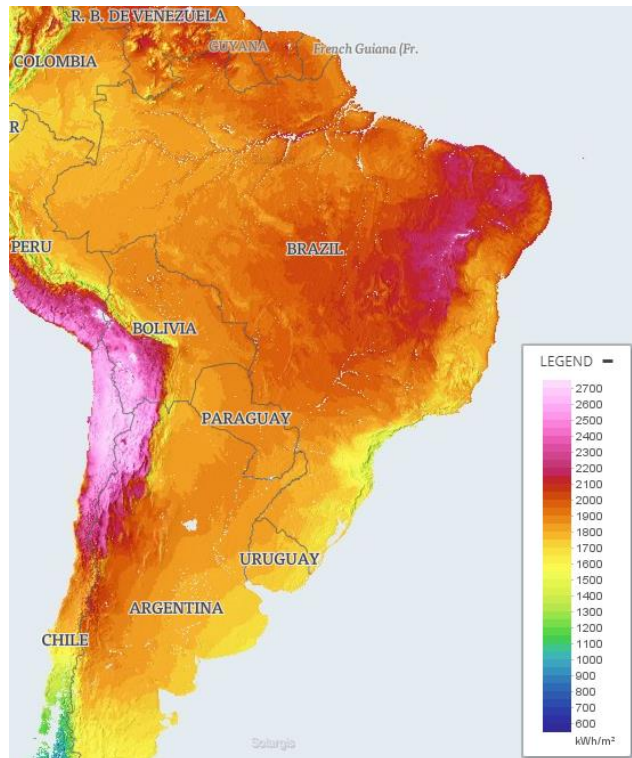 R. B. DE VENEZUELA
GUYANA
French Guiana (Fr.
COLOMBIA
R
PERU
BRAZIL
BOLIVIA
PARAGUAY
URUGUAY
ARGENTINA
CHILE
Solargis
LEGEND
2700
2600
2500
2400
2300
2200
2100
2000
1900
1800
1700
1600
1500
1400
1300
1200
1100
1000
900
800
700
600
kWh/m²